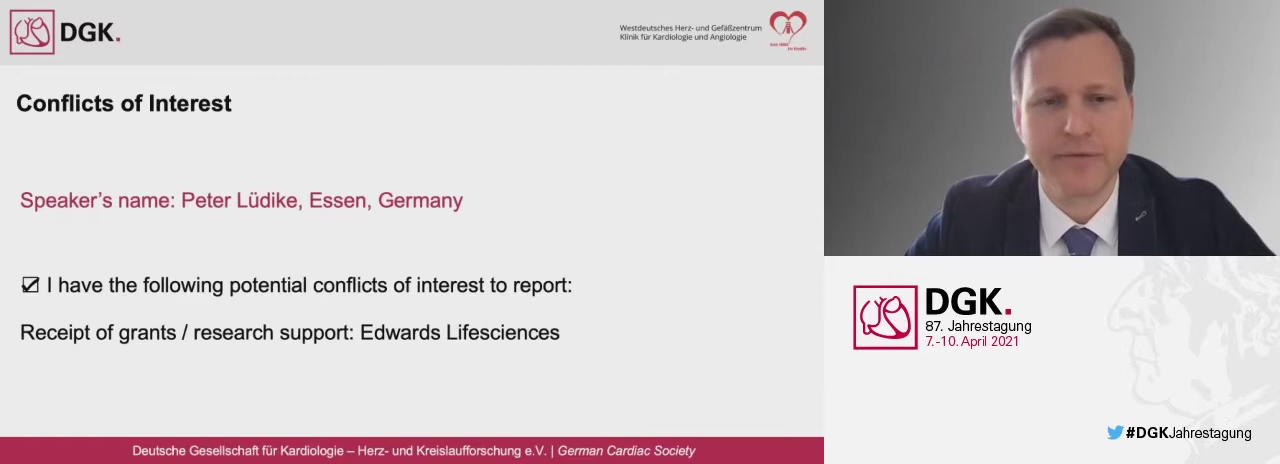 DGK.
Westdeutsches Herz- und Gefäßzentrum
Klinik für Kardiologie und Angiologie
Conflicts of Interest
Speaker's name: Peter Lüdike, Essen, Germany
☑ I have the following potential conflicts of interest to report:
Receipt of grants / research support: Edwards Lifesciences
Deutsche Gesellschaft für Kardiologie – Herz- und Kreislaufforschung e.V. | German Cardiac Society
DGK.
87. Jahrestagung
7.-10. April 2021
#DGKJahrestagung